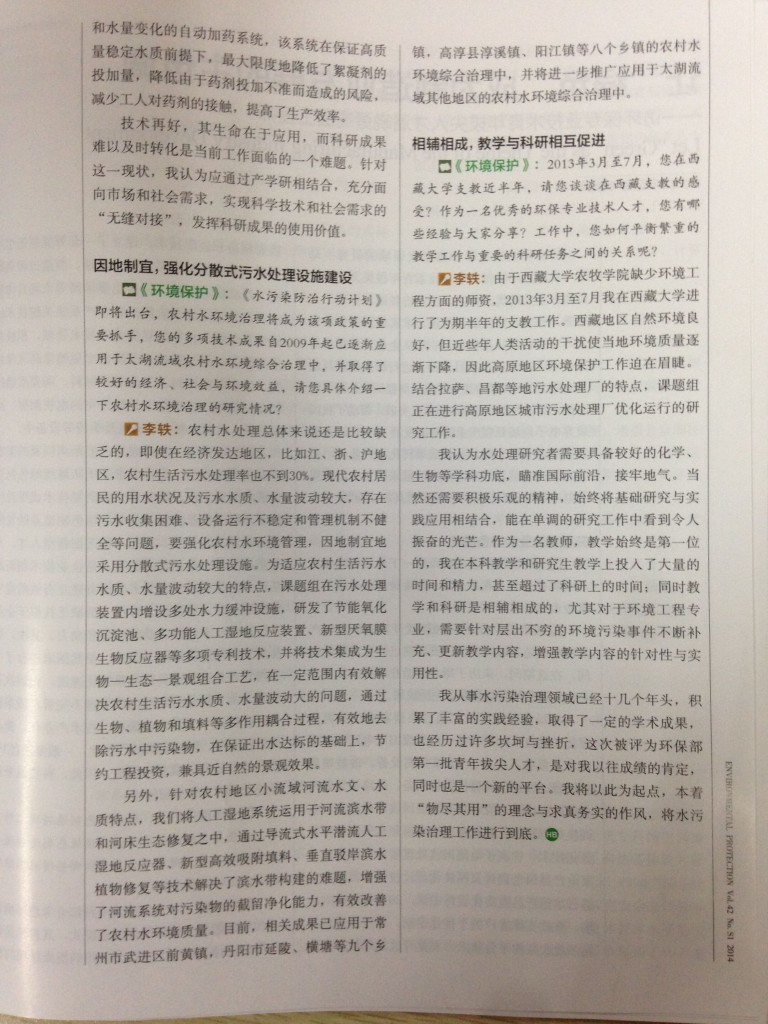 和水量变化的自动加药系统，该系统在保证高质
量稳定水质前提下，最大限度地降低了絮凝剂的
投加量，降低由于药剂投加不准而造成的风险，
减少工人对药剂的接触，提高了生产效率。
技术再好，其生命在于应用，而科研成果
难以及时转化是当前工作面临的一个难题。针对
这一现状，我认为应通过产学研相结合，充分面
向市场和社会需求，实现科学技术和社会需求的
“无缝对接”，发挥科研成果的使用价值。
因地制宜，强化分散式污水处理设施建设
《环境保护》：《水污染防治行动计划》
即将出台，农村水环境治理将成为该项政策的重
要抓手，您的多项技术成果自2009年起已逐渐应
用于太湖流域农村水环境综合治理中，并取得了
较好的经济、社会与环境效益，请您具体介绍一
下农村水环境治理的研究情况？
李轶：农村水处理总体来说还是比较缺
乏的，即使在经济发达地区，比如江、浙、沪地
区，农村生活污水处理率也不到30%。现代农村居
民的用水状况及污水水质、水量波动较大，存在
污水收集困难、设备运行不稳定和管理机制不健
全等问题，要强化农村水环境管理，因地制宜地
采用分散式污水处理设施。为适应农村生活污水
水质、水量波动较大的特点，课题组在污水处理
装置内增设多处水力缓冲设施，研发了节能氧化
沉淀池、多功能人工湿地反应装置、新型厌氧膜
生物反应器等多项专利技术，并将技术集成为生
物—生态—景观组合工艺，在一定范围内有效解
决农村生活污水水质、水量波动大的问题，通过
生物、植物和填料等多作用耦合过程，有效地去
除污水中污染物，在保证出水达标的基础上，节
约工程投资，兼具近自然的景观效果。
另外，针对农村地区小流域河流水文、水
质特点，我们将人工湿地系统运用于河流滨水带
和河床生态修复之中，通过导流式水平潜流人工
湿地反应器、新型高效吸附填料、垂直驳岸滨水
植物修复等技术解决了滨水带构建的难题，增强
了河流系统对污染物的截留净化能力，有效改善
了农村水环境质量。目前，相关成果已应用于常
州市武进区前黄镇，丹阳市延陵、横塘等九个乡
镇，高淳县淳溪镇、阳江镇等八个乡镇的农村水
环境综合治理中，并将进一步推广应用于太湖流
域其他地区的农村水环境综合治理中。
相辅相成，教学与科研相互促进
《环境保护》：2013年3月至7月，您在西
藏大学支教近半年，请您谈谈在西藏支教的感
受？作为一名优秀的环保专业技术人才，您有哪
些经验与大家分享？工作中，您如何平衡繁重的
教学工作与重要的科研任务之间的关系呢？
李轶：由于西藏大学农牧学院缺少环境工
程方面的师资，2013年3月至7月我在西藏大学进
行了为期半年的支教工作。西藏地区自然环境良
好，但近些年人类活动的干扰使当地环境质量逐
渐下降，因此高原地区环境保护工作迫在眉睫。
结合拉萨、昌都等地污水处理厂的特点，课题组
正在进行高原地区城市污水处理厂优化运行的研
究工作。
我认为水处理研究者需要具备较好的化学、
生物等学科功底，瞄准国际前沿，接牢地气。当
然还需要积极乐观的精神，始终将基础研究与实
践应用相结合，能在单调的研究工作中看到令人
振奋的光芒。作为一名教师，教学始终是第一位
的，我在本科教学和研究生教学上投入了大量的
时间和精力，甚至超过了科研上的时间；同时教
学和科研是相辅相成的，尤其对于环境工程专
业，需要针对层出不穷的环境污染事件不断补
充、更新教学内容，增强教学内容的针对性与实
用性。
我从事水污染治理领域已经十几个年头，积
累了丰富的实践经验，取得了一定的学术成果，
也经历过许多坎坷与挫折，这次被评为环保部
第一批青年拔尖人才，是对我以往成绩的肯定，
同时也是一个新的平台。我将以此为起点，本着
“物尽其用”的理念与求真务实的作风，将水污
染治理工作进行到底。HB
ENVIRONMENTAL PROTECTION Vol. 42 No. S1 2014